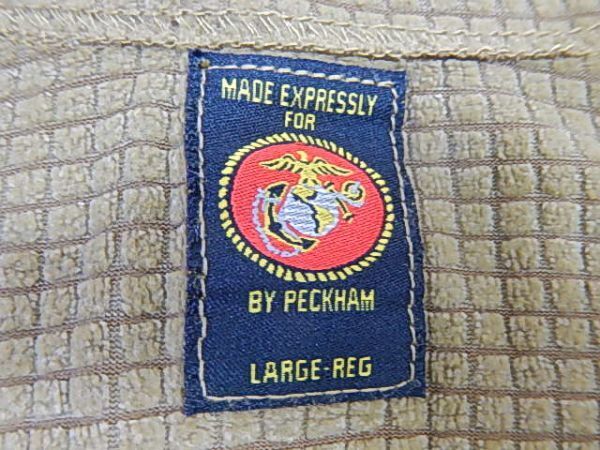 MADE EXPRESSLY
FOR
BY PECKHAM
LARGE-REG